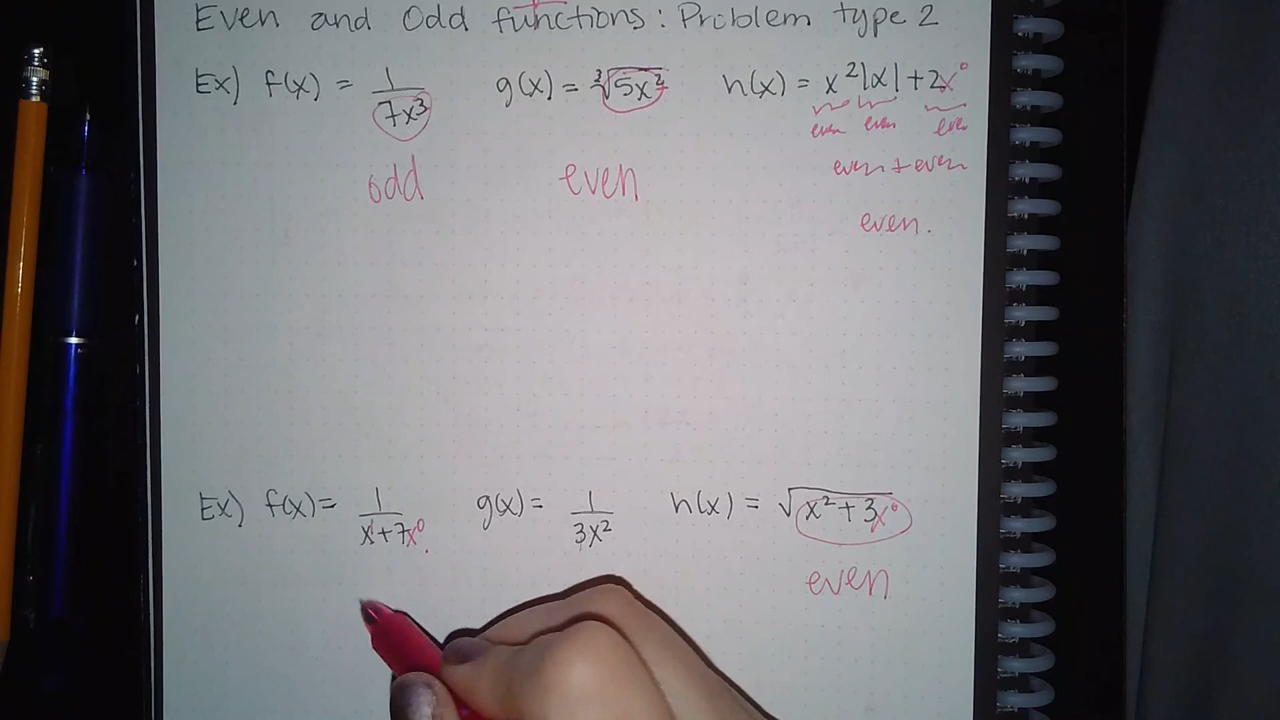 Even and Odd functions: Problem type 2
Ex) f(x) = 1/7x³ g(x) = ∛5x² h(x) = x²|x| + 2x⁰
even even even
even + even
odd even
even.
Ex) f(x) = 1/x¹+7x⁰ g(x) = 1/3x² h(x) = √x²+3x⁰
even